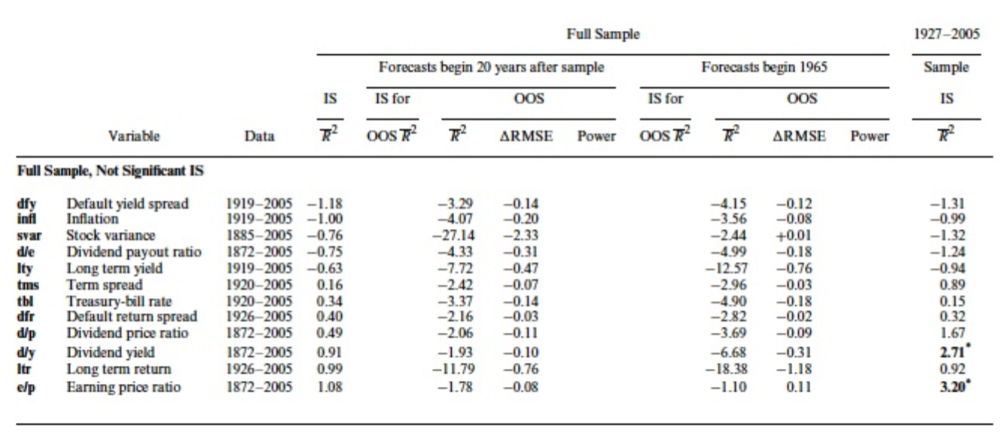 Full Sample 1927–2005
Forecasts begin 20 years after sample Forecasts begin 1965 Sample
IS IS for OOS IS for OOS IS
Variable Data R̅² OOS R̅² R̅² ΔRMSE Power OOS R̅² R̅² ΔRMSE Power R̅²
Full Sample, Not Significant IS
dfy Default yield spread 1919–2005 −1.18 −3.29 −0.14 −4.15 −0.12 −1.31
infl Inflation 1919–2005 −1.00 −4.07 −0.20 −3.56 −0.08 −0.99
svar Stock variance 1885–2005 −0.76 −27.14 −2.33 −2.44 +0.01 −1.32
d/e Dividend payout ratio 1872–2005 −0.75 −4.33 −0.31 −4.99 −0.18 −1.24
lty Long term yield 1919–2005 −0.63 −7.72 −0.47 −12.57 −0.76 −0.94
tms Term spread 1920–2005 0.16 −2.42 −0.07 −2.96 −0.03 0.89
tbl Treasury-bill rate 1920–2005 0.34 −3.37 −0.14 −4.90 −0.18 0.15
dfr Default return spread 1926–2005 0.40 −2.16 −0.03 −2.82 −0.02 0.32
d/p Dividend price ratio 1872–2005 0.49 −2.06 −0.11 −3.69 −0.09 1.67
d/y Dividend yield 1872–2005 0.91 −1.93 −0.10 −6.68 −0.31 2.71*
ltr Long term return 1926–2005 0.99 −11.79 −0.76 −18.38 −1.18 0.92
e/p Earning price ratio 1872–2005 1.08 −1.78 −0.08 −1.10 0.11 3.20*